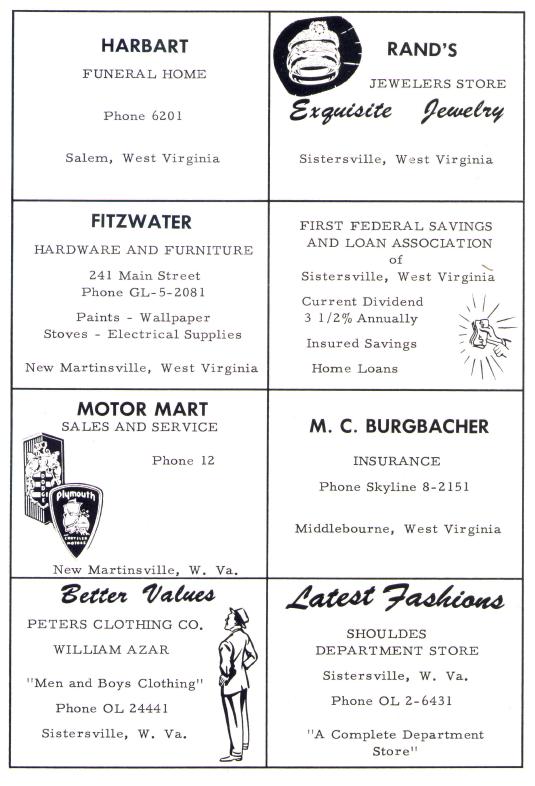 HARBART
FUNERAL HOME
Phone 6201
Salem, West Virginia
RAND'S
JEWELERS STORE
Exquisite Jewelry
Sistersville, West Virginia
FITZWATER
HARDWARE AND FURNITURE
241 Main Street
Phone GL-5-2081
Paints - Wallpaper
Stoves - Electrical Supplies
New Martinsville, West Virginia
FIRST FEDERAL SAVINGS
AND LOAN ASSOCIATION
of
Sistersville, West Virginia
Current Dividend
3 1/2% Annually
Insured Savings
Home Loans
MOTOR MART
SALES AND SERVICE
Phone 12
DODGE
Plymouth
CHRYSLER
MOTORS
New Martinsville, W. Va.
M. C. BURGBACHER
INSURANCE
Phone Skyline 8-2151
Middlebourne, West Virginia
Better Values
PETERS CLOTHING CO.
WILLIAM AZAR
"Men and Boys Clothing"
Phone OL 24441
Sistersville, W. Va.
Latest Fashions
SHOULDES
DEPARTMENT STORE
Sistersville, W. Va.
Phone OL 2-6431
"A Complete Department
Store"